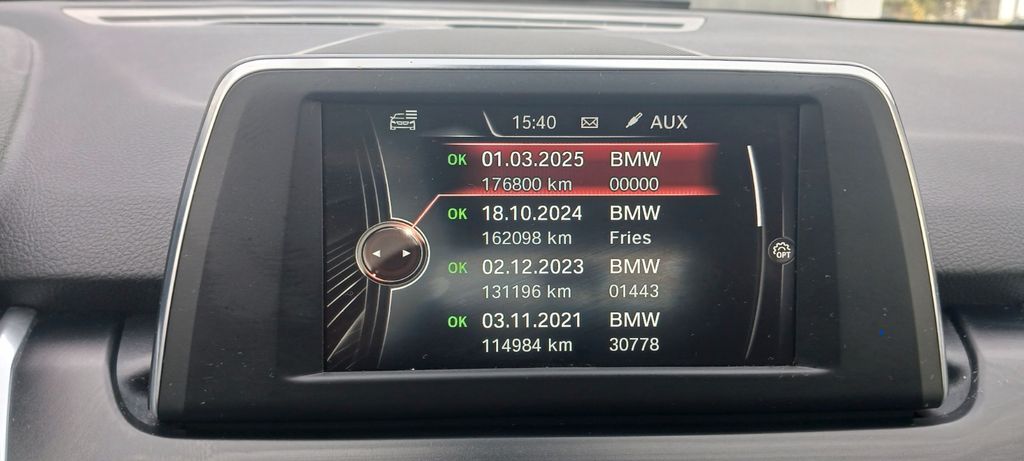 15:40 AUX
OK 01.03.2025 BMW
176800 km 00000
OK 18.10.2024 BMW
162098 km Fries
OPT
OK 02.12.2023 BMW
131196 km 01443
OK 03.11.2021 BMW
114984 km 30778